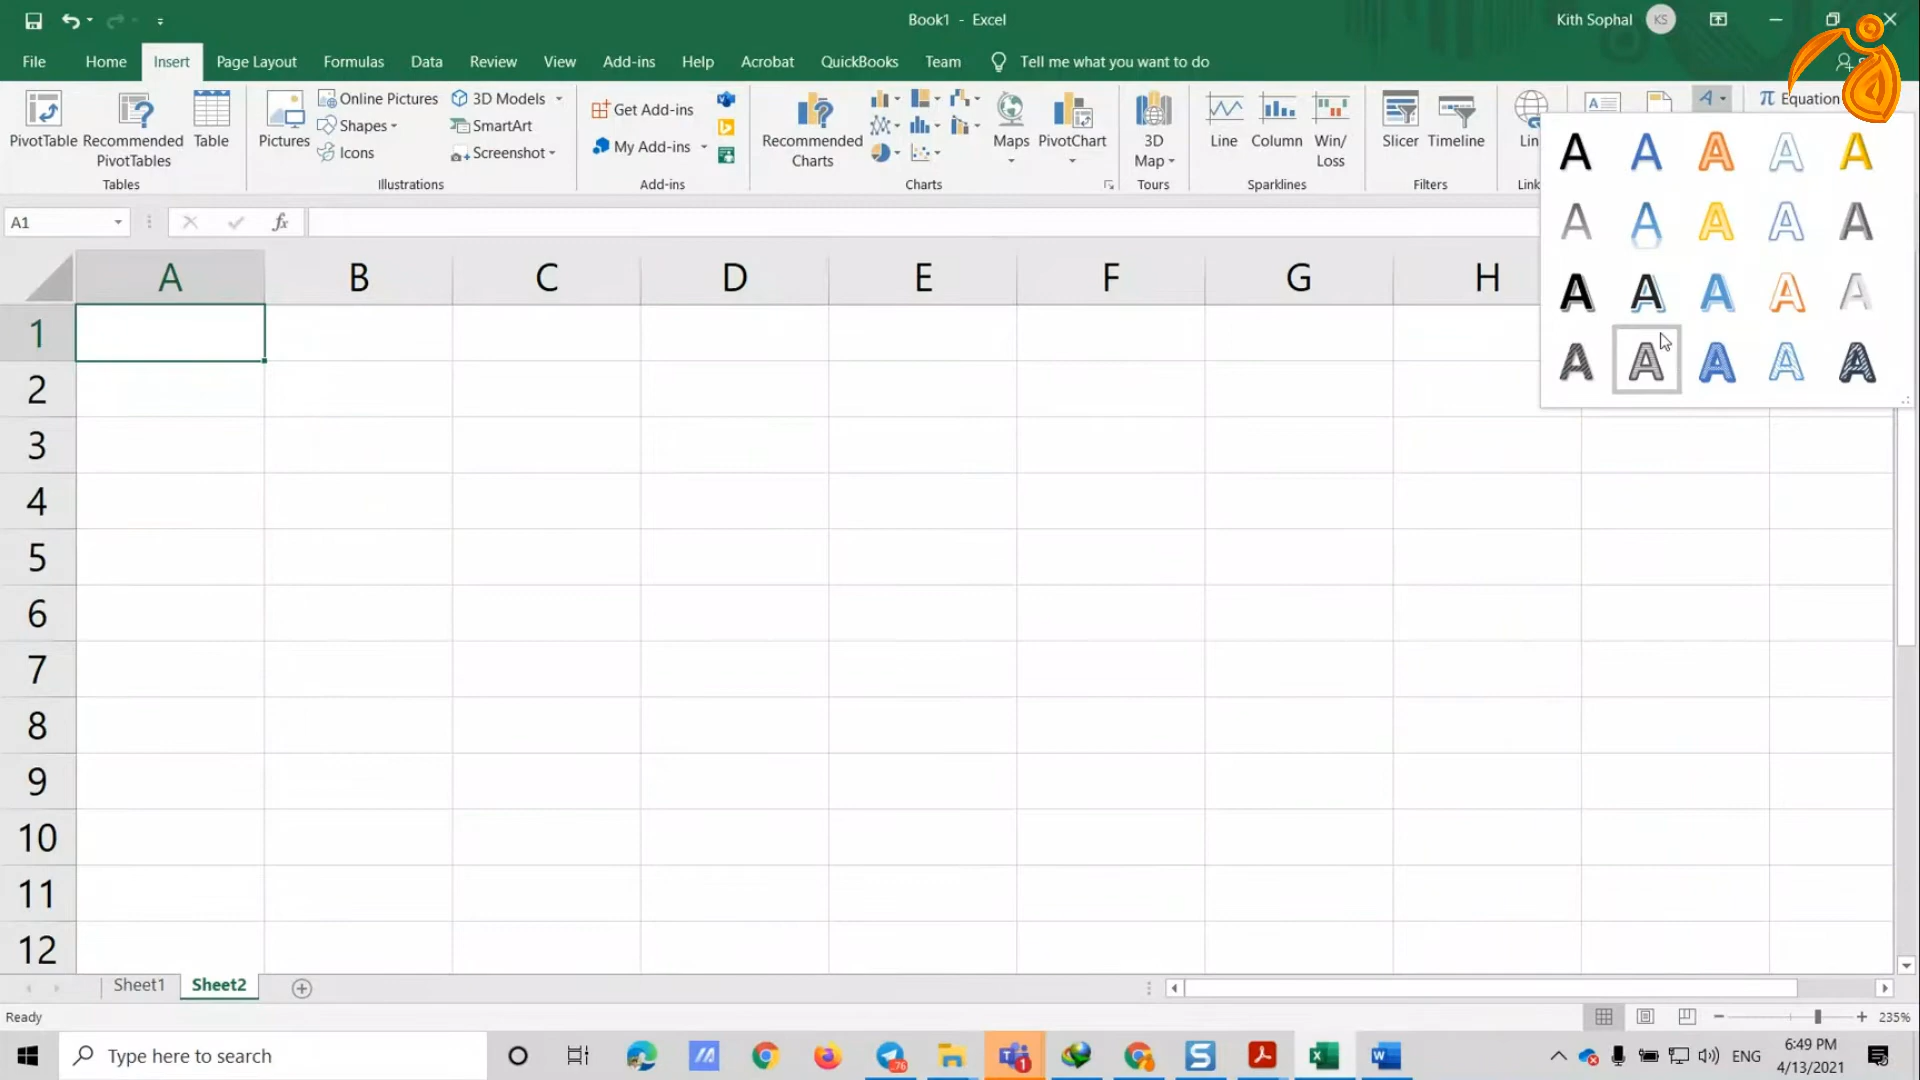 Book1 - Excel
Kith Sophal KS
File Home Insert Page Layout Formulas Data Review View Add-ins Help Acrobat QuickBooks Team Tell me what you want to do
PivotTable
Recommended PivotTables
Table
Tables
Pictures
Online Pictures
Shapes
Icons
3D Models
SmartArt
Screenshot
Illustrations
Get Add-ins
My Add-ins
Add-ins
Recommended Charts
Maps
PivotChart
Charts
3D Map
Tours
Line
Column
Win/Loss
Sparklines
Slicer
Timeline
Filters
Equation
A A A A A
A A A A A
A A A A A
A A A A A
A1 fx
A B C D E F G H
1
2
3
4
5
6
7
8
9
10
11
12
Sheet1 Sheet2
Ready 235%
Type here to search
76
1
ENG
6:49 PM
4/13/2021